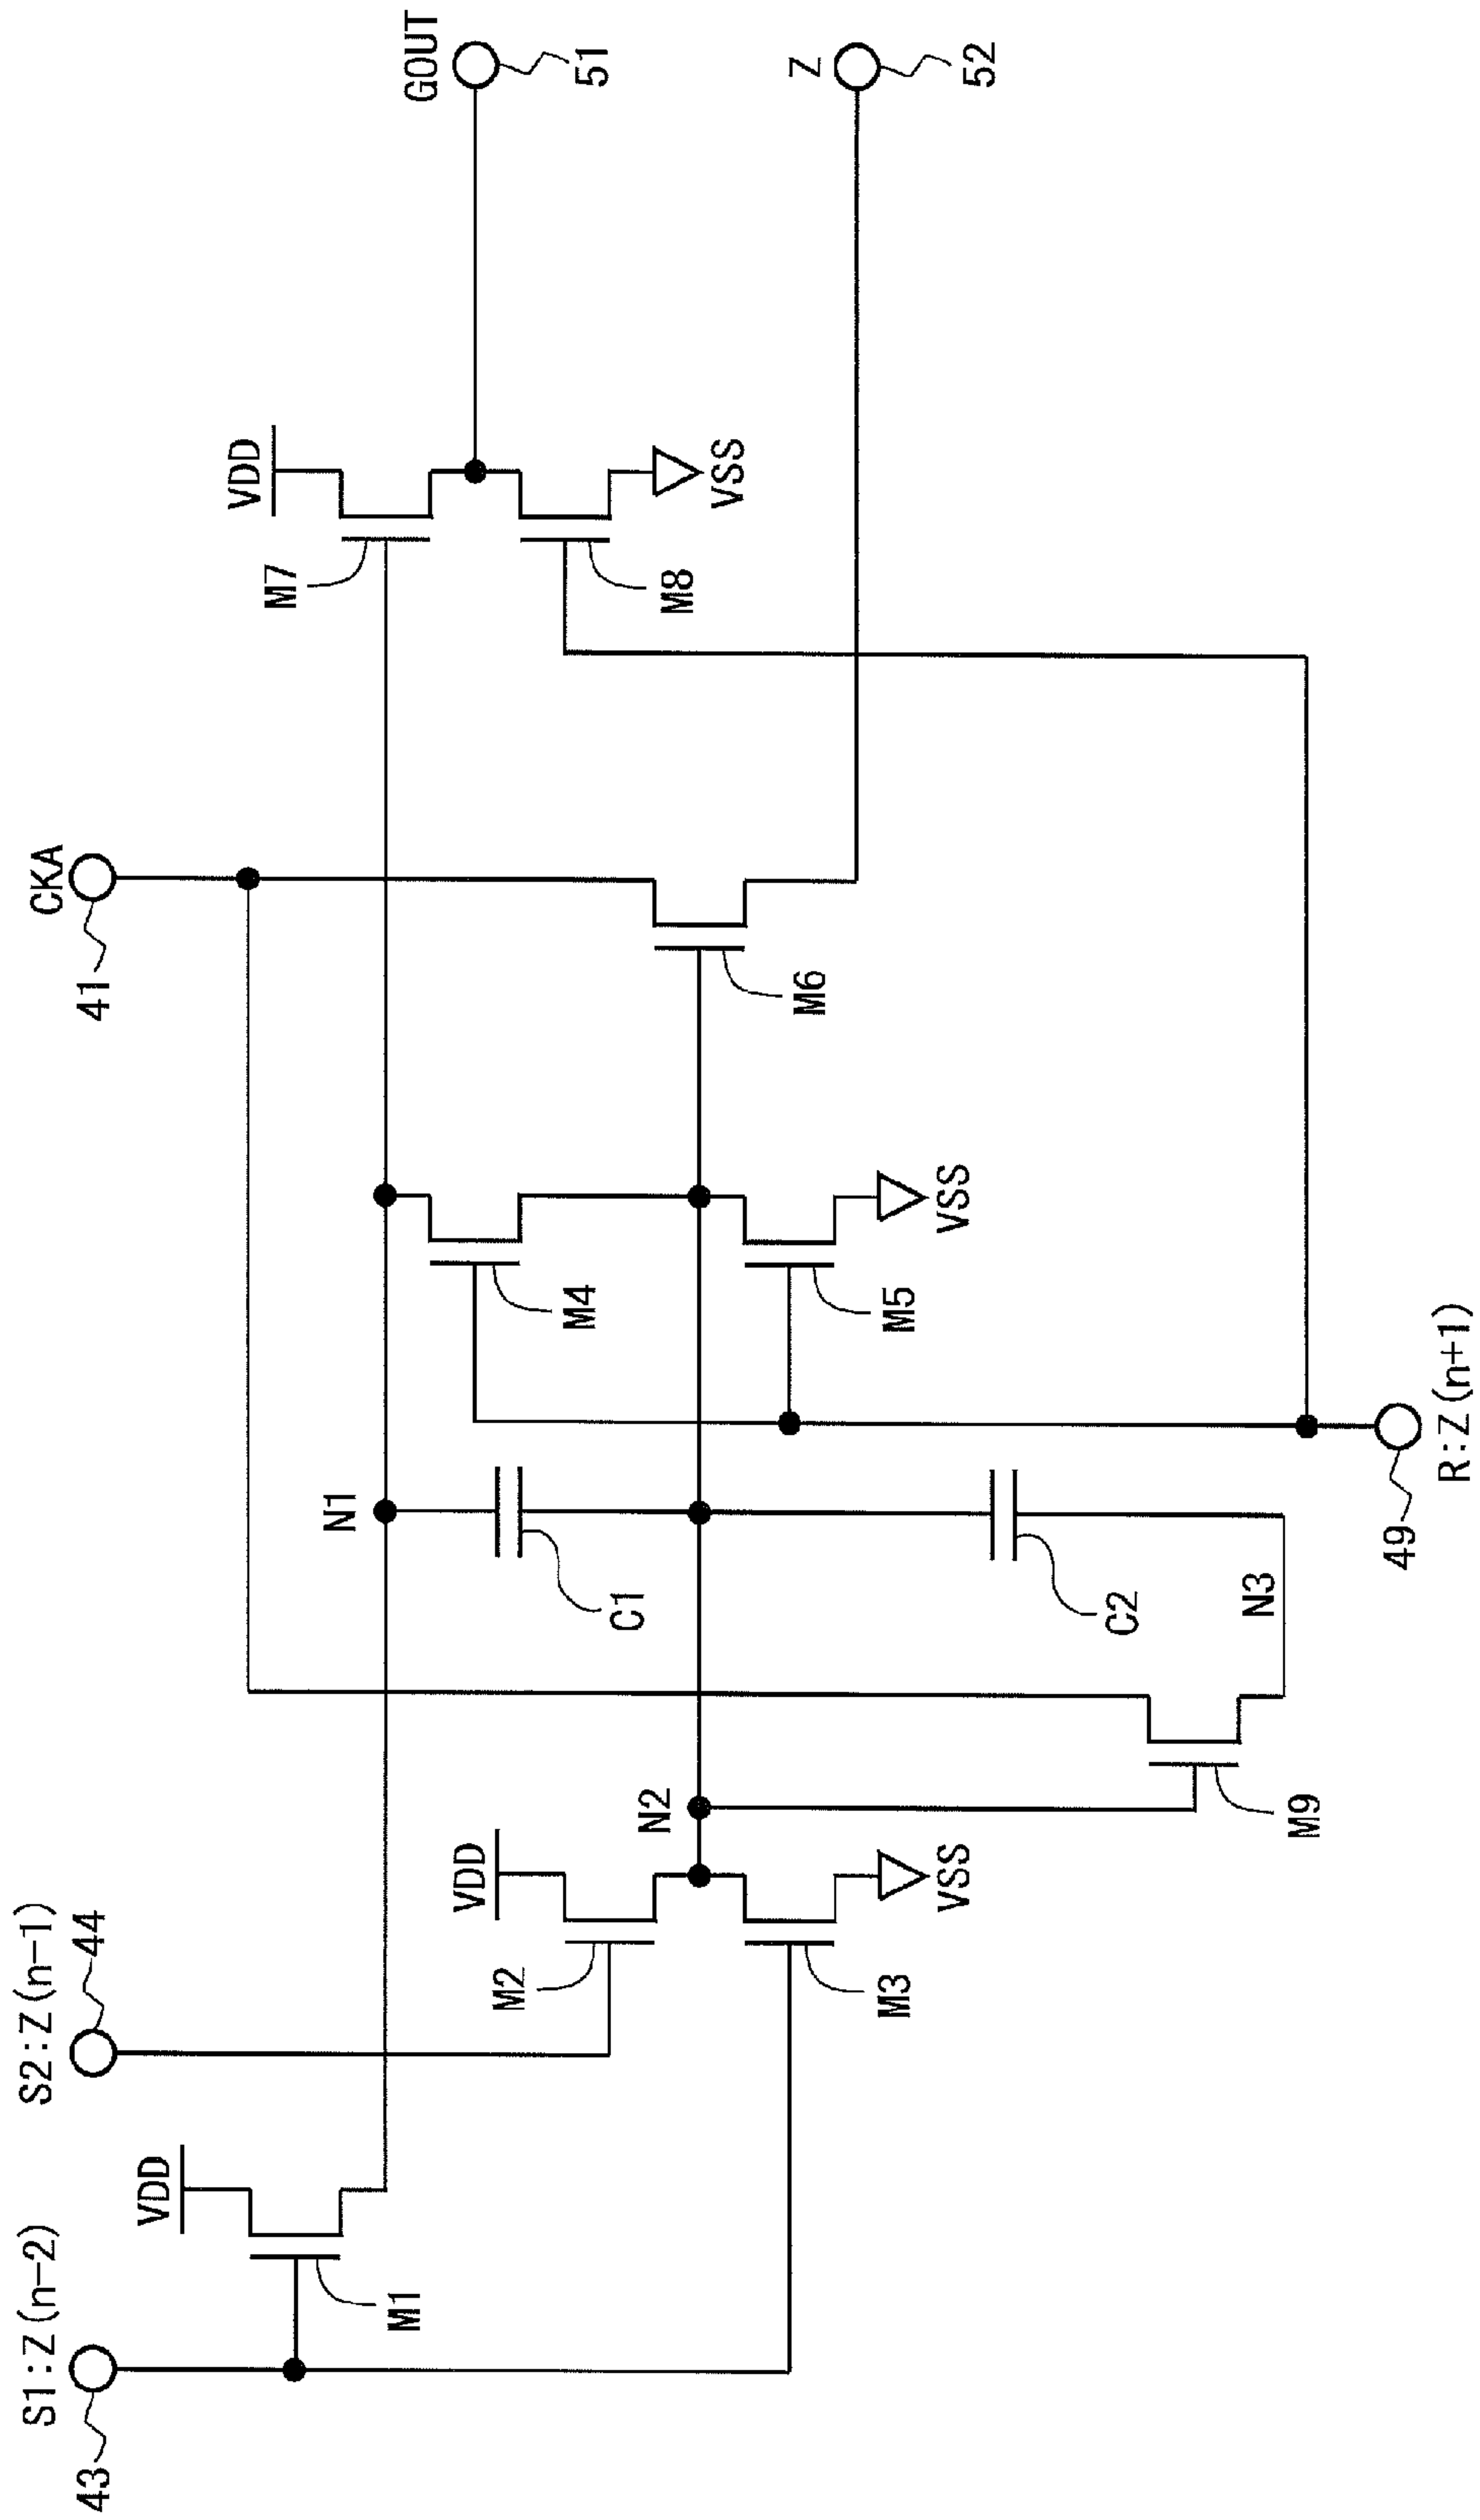 S1:Z(n-2)
43
S2:Z(n-1)
44
CKA
41
VDD
M1
VDD
M2
M3
VSS
N2
M9
N1
C1
C2
N3
M4
M5
VSS
R:Z(n+1)
49
M6
VDD
M7
M8
VSS
GOUT
51
Z
52